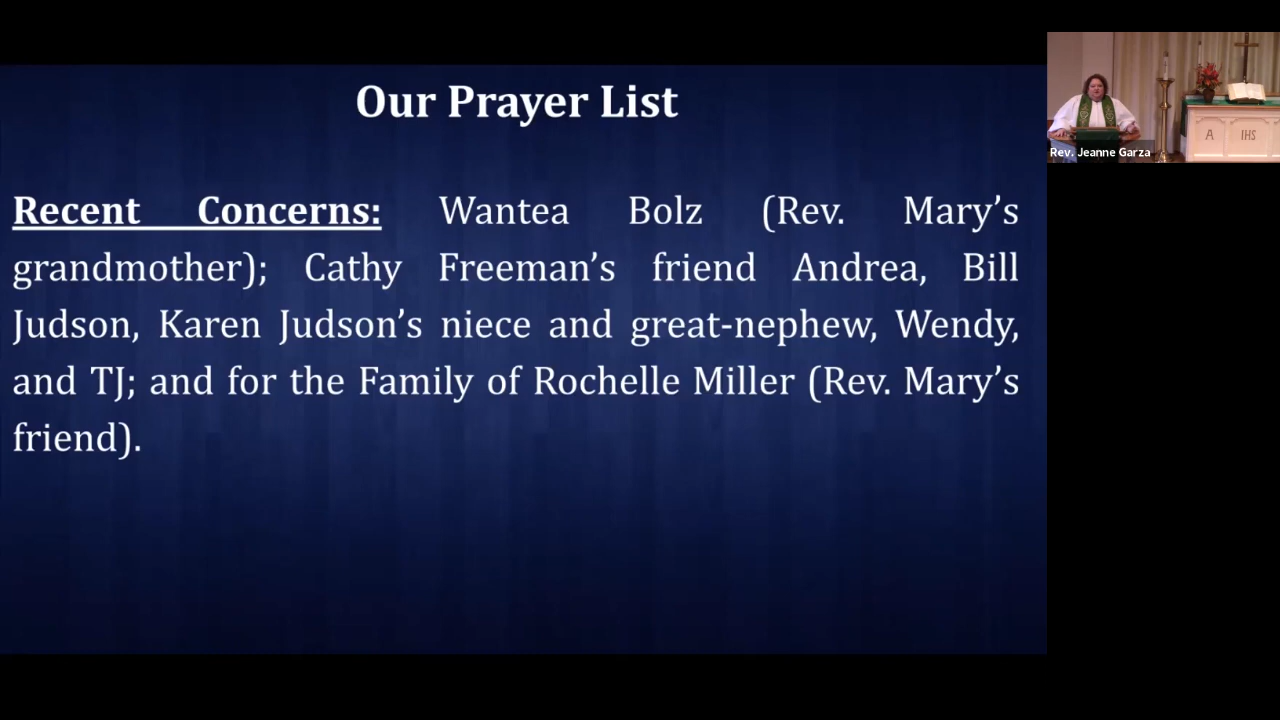 Our Prayer List
Recent Concerns: Wantea Bolz (Rev. Mary’s
grandmother); Cathy Freeman’s friend Andrea, Bill
Judson, Karen Judson’s niece and great-nephew, Wendy,
and TJ; and for the Family of Rochelle Miller (Rev. Mary’s
friend).
Rev. Jeanne Garza
A IHS